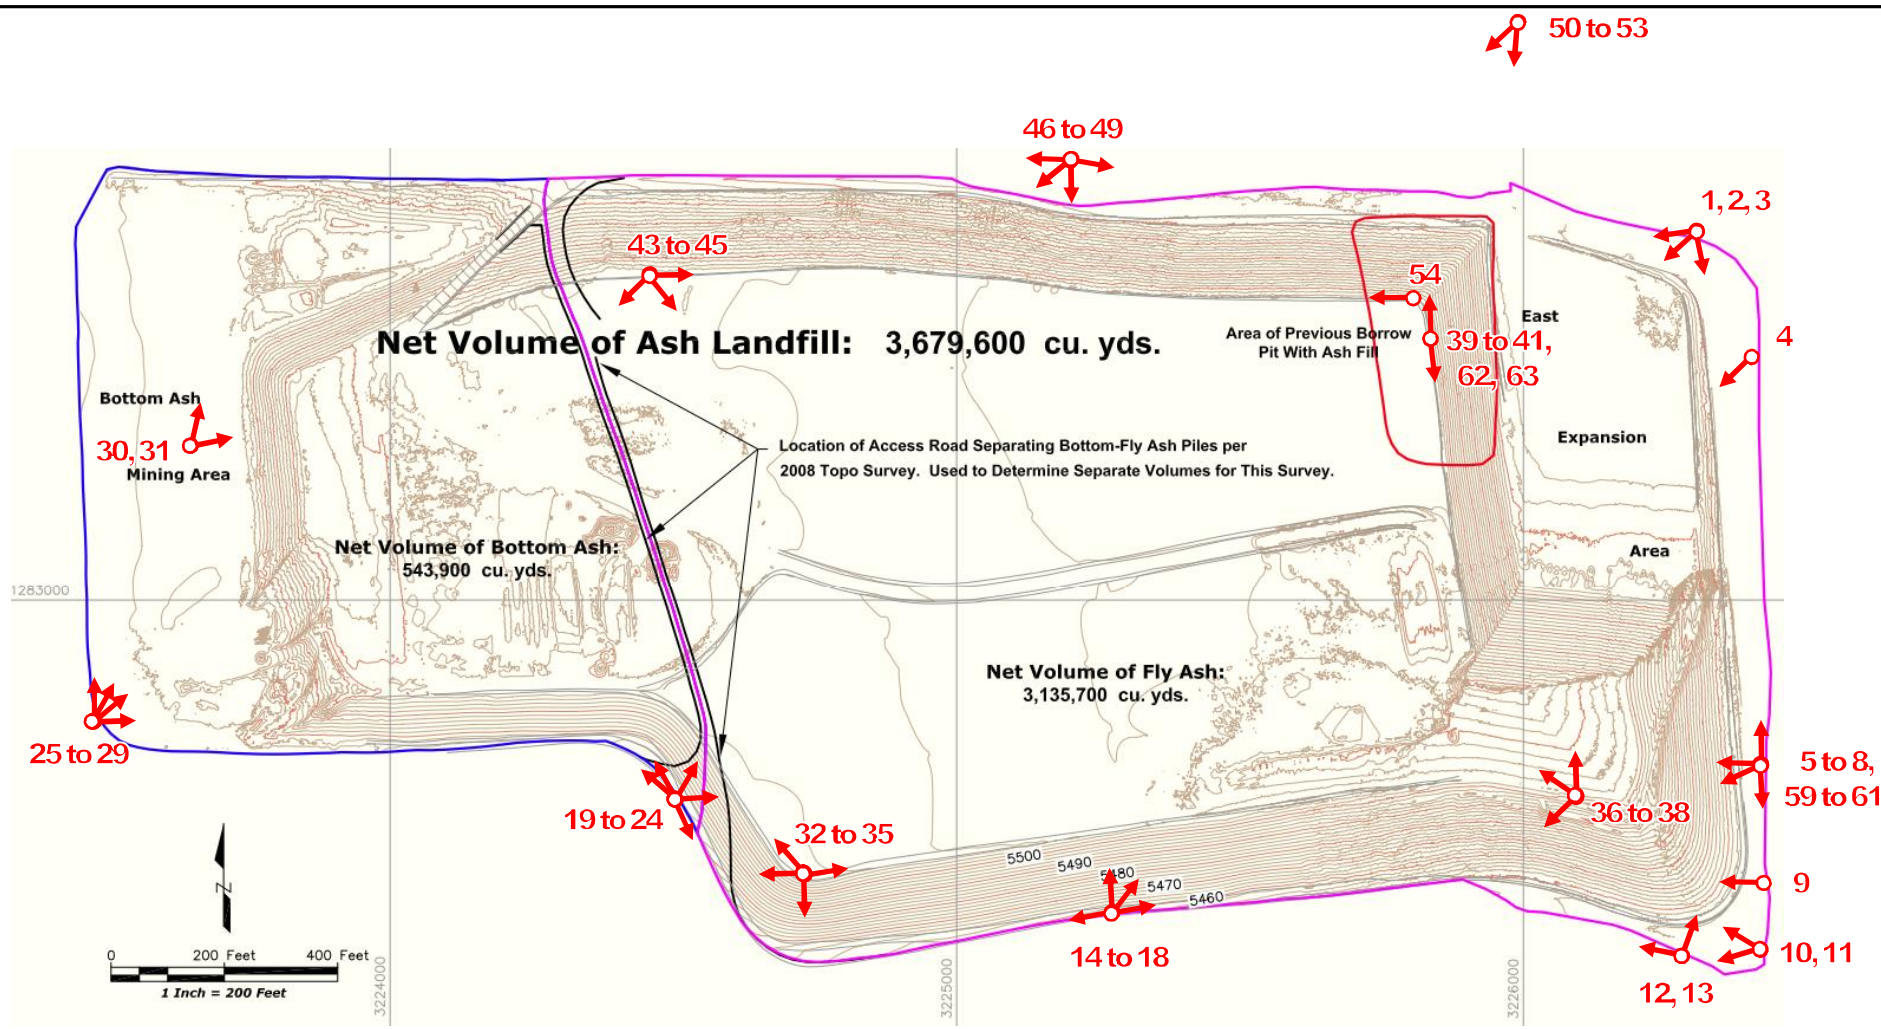 50 to 53
46 to 49
1, 2, 3
43 to 45
54
East
4
Net Volume of Ash Landfill: 3,679,600 cu. yds.
Area of Previous Borrow
Pit With Ash Fill
39 to 41,
62, 63
Bottom Ash
30, 31
Mining Area
Expansion
Location of Access Road Separating Bottom-Fly Ash Piles per
2008 Topo Survey. Used to Determine Separate Volumes for This Survey.
Net Volume of Bottom Ash:
543,900 cu. yds.
Area
1283000
Net Volume of Fly Ash:
3,135,700 cu. yds.
25 to 29
5 to 8,
59 to 61
19 to 24
32 to 35
36 to 38
5500
5490
5480
5470
5460
9
14 to 18
10, 11
12, 13
N
0 200 Feet 400 Feet
1 Inch = 200 Feet
3224000
3225000
3226000